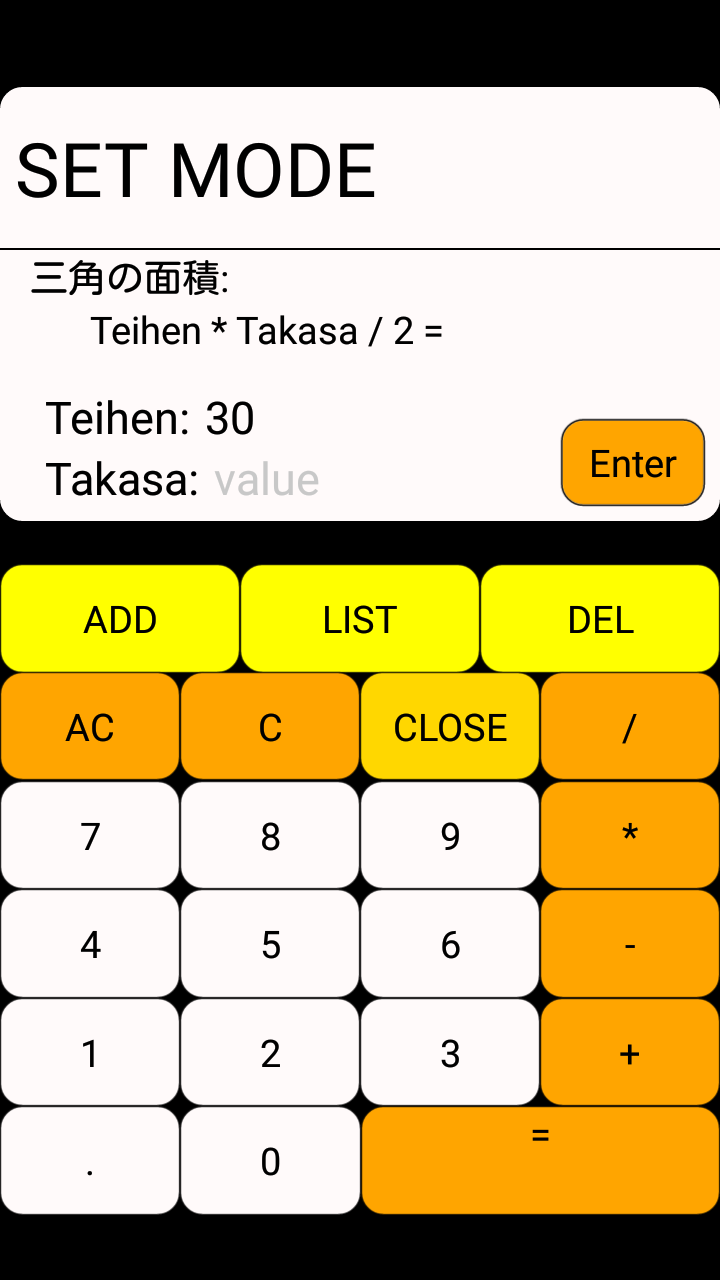 SET MODE
三角の面積:
Teihen * Takasa / 2 =
Teihen: 30
Takasa: value
Enter
ADD LIST DEL
AC C CLOSE /
7 8 9 *
4 5 6 -
1 2 3 +
. 0 =